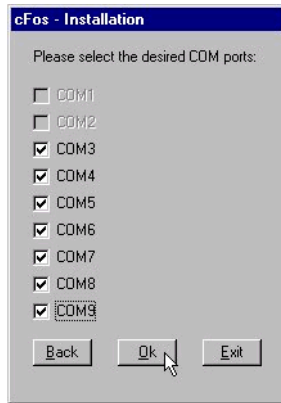 cFos - Installation
Please select the desired COM ports:
COM1
COM2
COM3
COM4
COM5
COM6
COM7
COM8
COM9
Back Ok Exit